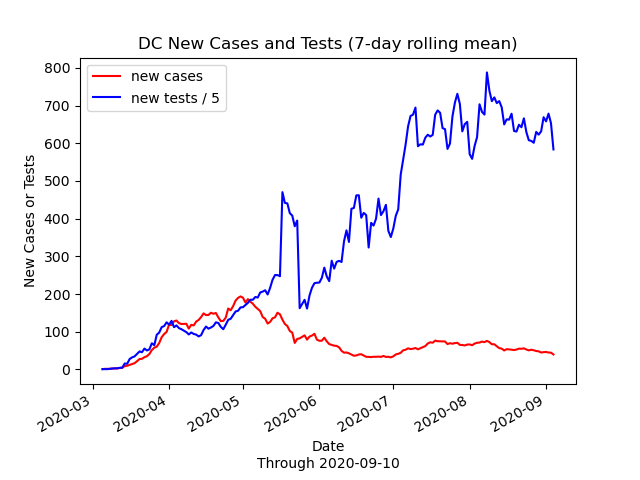 DC New Cases and Tests (7-day rolling mean)
new cases
new tests / 5
800
700
600
500
400
300
200
100
0
New Cases or Tests
2020-03
2020-04
2020-05
2020-06
2020-07
2020-08
2020-09
Date
Through 2020-09-10